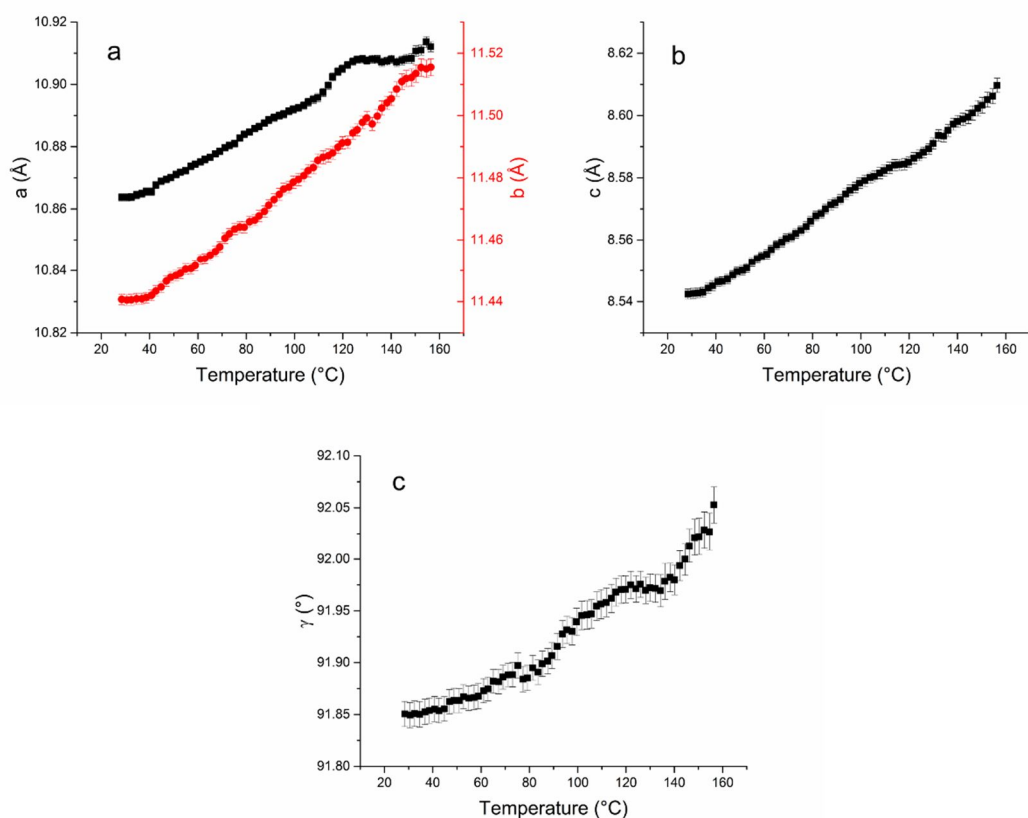 a
10.92
10.90
10.88
10.86
10.84
10.82
a (Å)
11.52
11.50
11.48
11.46
11.44
b (Å)
20 40 60 80 100 120 140 160
Temperature (°C)
b
8.62
8.60
8.58
8.56
8.54
c (Å)
20 40 60 80 100 120 140 160
Temperature (°C)
c
92.10
92.05
92.00
91.95
91.90
91.85
91.80
γ (°)
20 40 60 80 100 120 140 160
Temperature (°C)